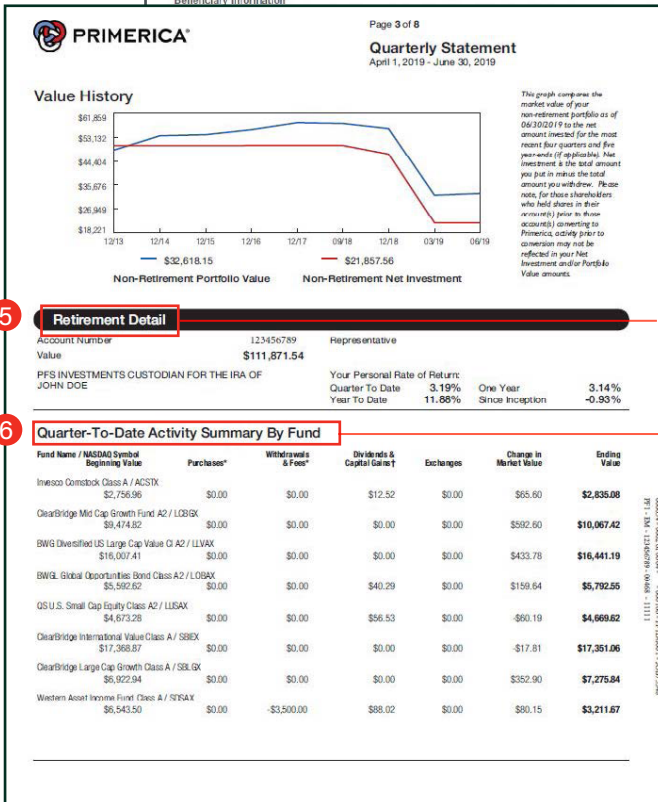 Beneficiary Information
PRIMERICA
Page 3 of 8
Quarterly Statement
April 1, 2019 - June 30, 2019
Value History
$61,859
$53,132
$44,404
$35,676
$26,949
$18,221
12/13 12/14 12/15 12/16 12/17 09/18 12/18 03/19 06/19
$32,618.15 $21,857.56
Non-Retirement Portfolio Value Non-Retirement Net Investment
This graph compares the
market value of your
non-retirement portfolio as of
06/30/2019 to the net
amount invested for the most
recent four quarters and five
year-ends (if applicable). Net
investment is the total amount
you put in minus the total
amount you withdrew. Please
note, for those shareholders
who held shares in their
account(s) prior to those
account(s) converting to
Primerica, activity prior to
conversion may not be
reflected in your Net
Investment and/or Portfolio
Value amounts.
5
Retirement Detail
Account Number 123456789 Representative
Value $111,871.54
PFS INVESTMENTS CUSTODIAN FOR THE IRA OF
JOHN DOE
Your Personal Rate of Return:
Quarter To Date 3.19% One Year 3.14%
Year To Date 11.88% Since Inception -0.93%
6
Quarter-To-Date Activity Summary By Fund
Fund Name / NASDAQ Symbol
Beginning Value Purchases* Withdrawals & Fees* Dividends & Capital Gains† Exchanges Change in Market Value Ending Value
Invesco Comstock Class A / ACSTX
$2,756.96 $0.00 $0.00 $12.52 $0.00 $65.60 $2,835.08
ClearBridge Mid Cap Growth Fund A2 / LCBGX
$9,474.82 $0.00 $0.00 $0.00 $0.00 $592.60 $10,067.42
BWG Diversified US Large Cap Value Cl A2 / LLVAX
$16,007.41 $0.00 $0.00 $0.00 $0.00 $433.78 $16,441.19
BWGL Global Opportunities Bond Class A2 / LOBAX
$5,592.62 $0.00 $0.00 $40.29 $0.00 $159.64 $5,792.55
QS U.S. Small Cap Equity Class A2 / LUSAX
$4,673.28 $0.00 $0.00 $56.53 $0.00 -$60.19 $4,669.62
ClearBridge International Value Class A / SBIEX
$17,368.87 $0.00 $0.00 $0.00 $0.00 -$17.81 $17,351.06
ClearBridge Large Cap Growth Class A / SBLGX
$6,922.94 $0.00 $0.00 $0.00 $0.00 $352.90 $7,275.84
Western Asset Income Fund Class A / SDSAX
$6,543.50 $0.00 -$3,500.00 $88.02 $0.00 $80.15 $3,211.67